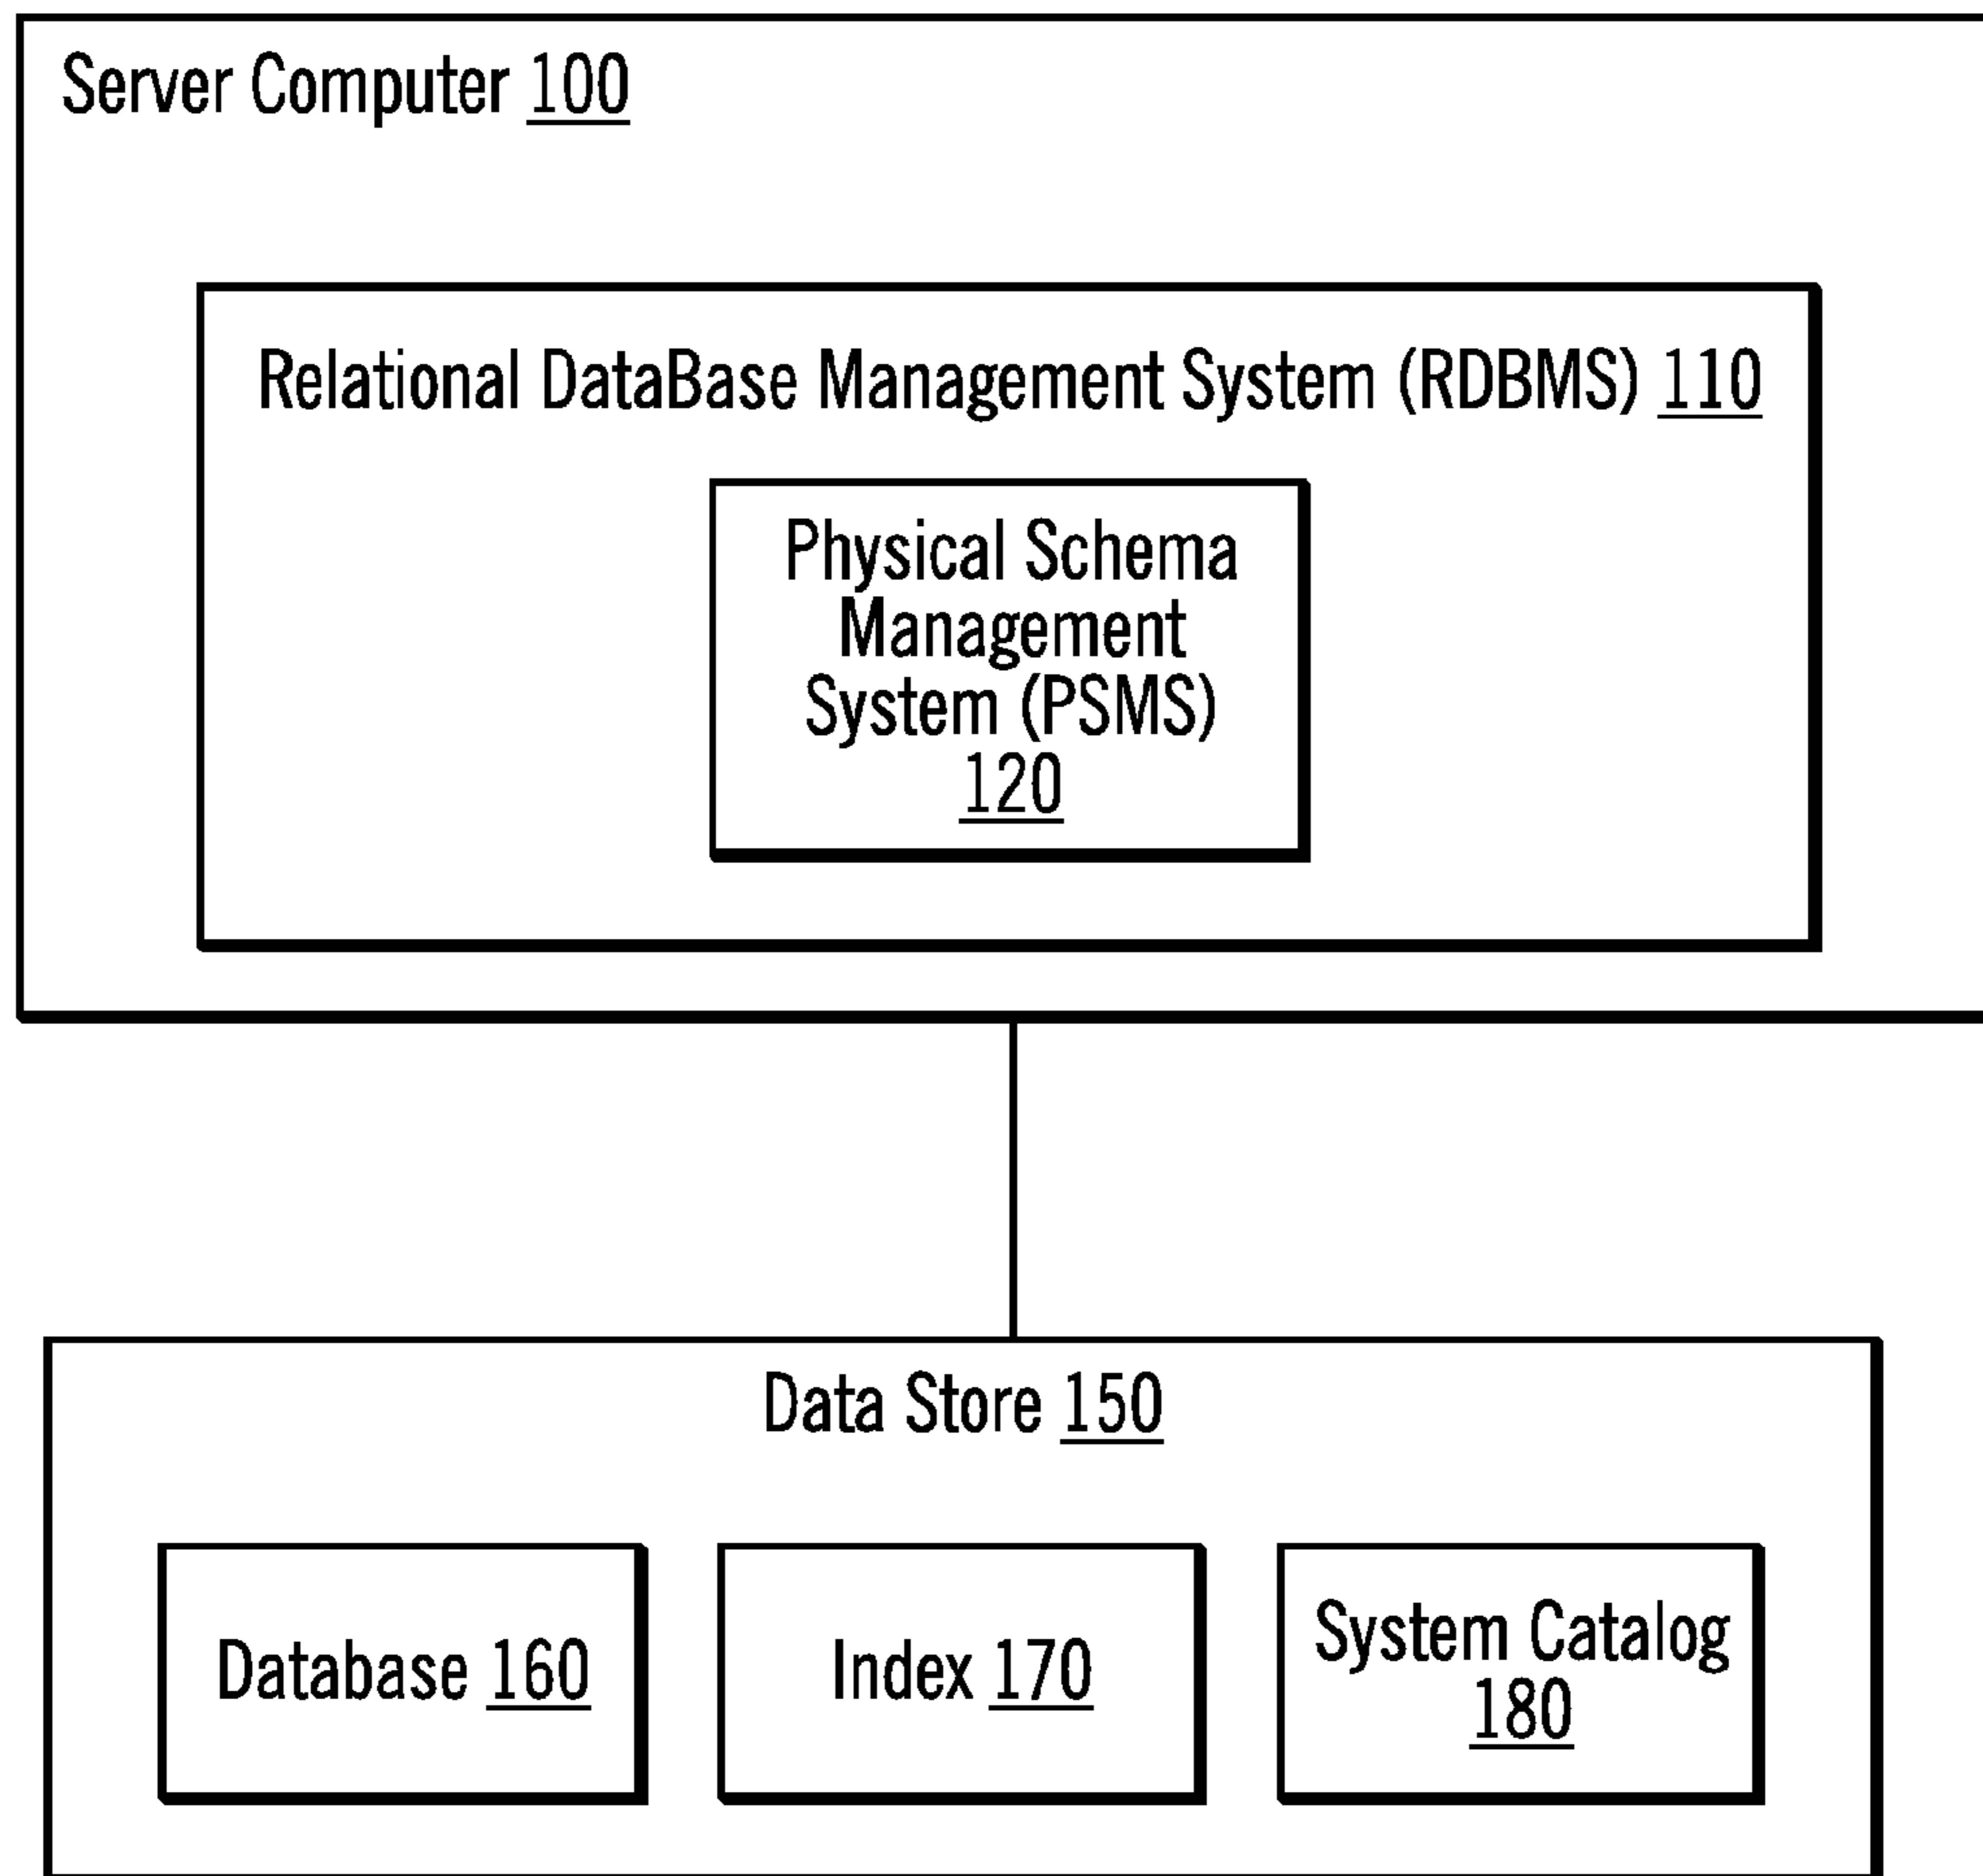 Server Computer 100
Relational DataBase Management System (RDBMS) 110
Physical Schema
Management
System (PSMS)
120
Data Store 150
Database 160
Index 170
System Catalog
180